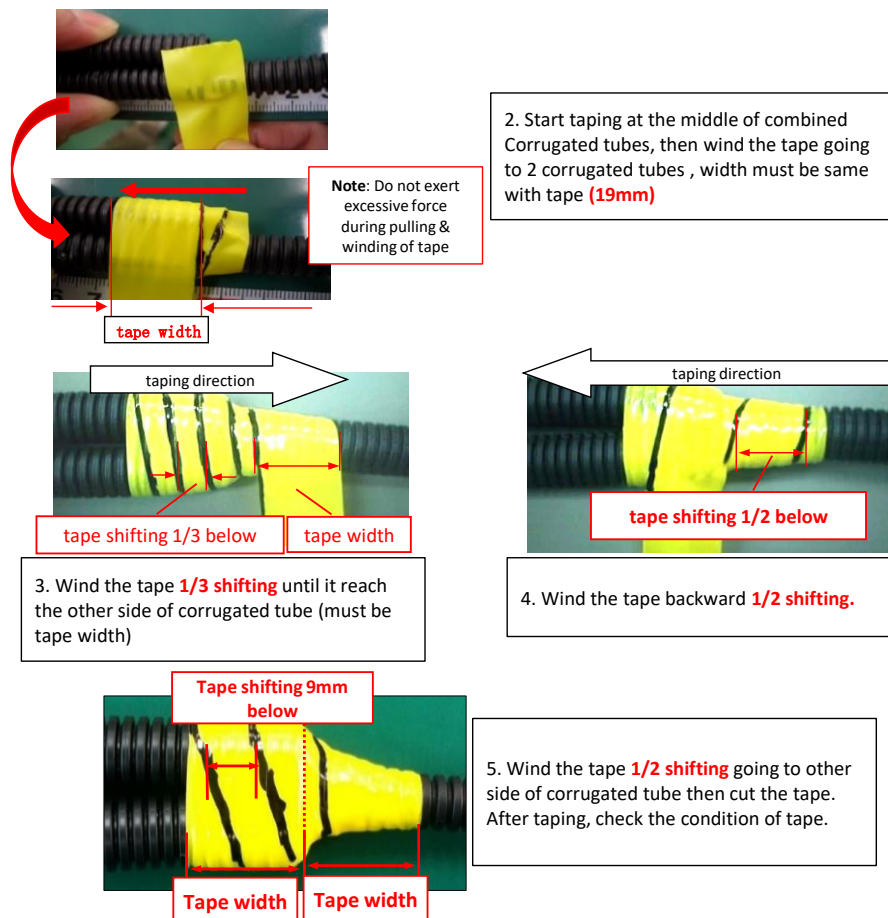 2. Start taping at the middle of combined
Corrugated tubes, then wind the tape going
to 2 corrugated tubes , width must be same
with tape (19mm)
Note: Do not exert
excessive force
during pulling &
winding of tape
tape width
taping direction
tape shifting 1/3 below
tape width
3. Wind the tape 1/3 shifting until it reach
the other side of corrugated tube (must be
tape width)
taping direction
tape shifting 1/2 below
4. Wind the tape backward 1/2 shifting.
Tape shifting 9mm
below
Tape width
Tape width
5. Wind the tape 1/2 shifting going to other
side of corrugated tube then cut the tape.
After taping, check the condition of tape.